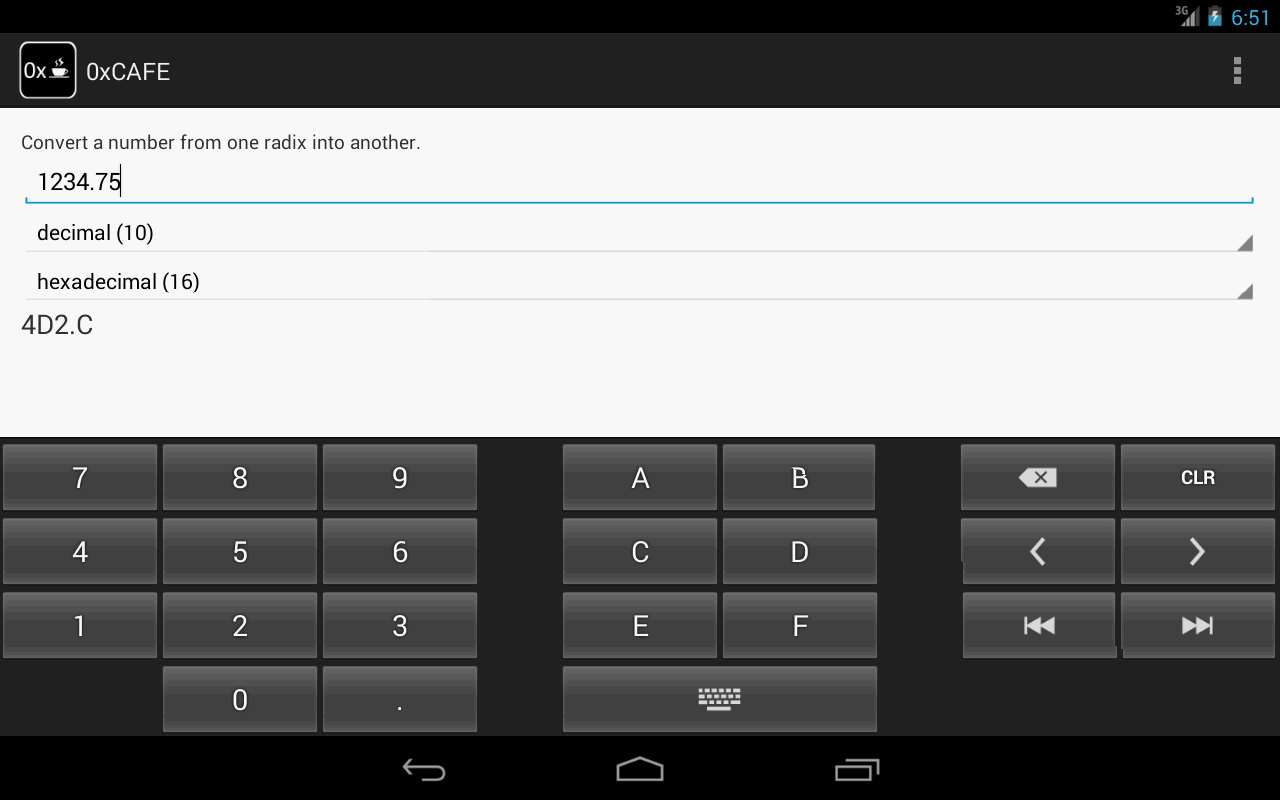 3G 6:51
0x 0xCAFE
Convert a number from one radix into another.
1234.75
decimal (10)
hexadecimal (16)
4D2.C
7 8 9 A B CLR
4 5 6 C D
1 2 3 E F
0 .